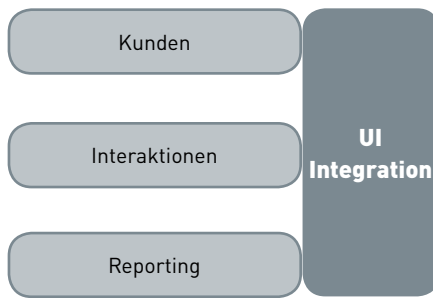 Kunden
Interaktionen
Reporting
UI
Integration